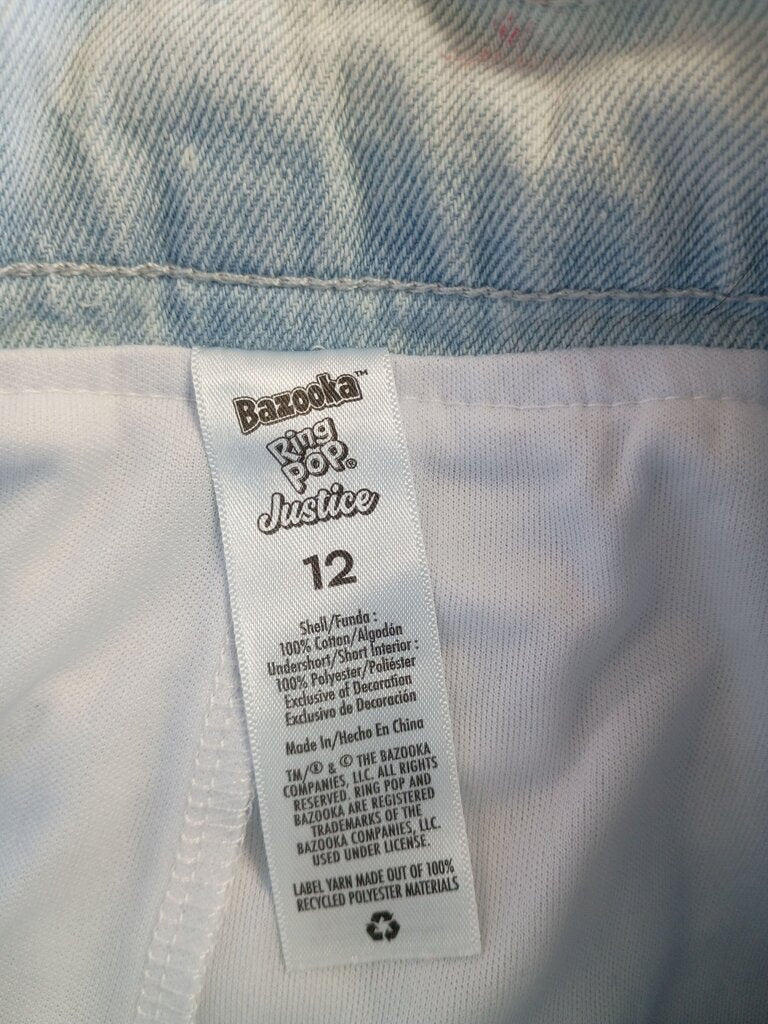 Bazooka™
Ring
POP®
Justice
12
Shell/Funda :
100% Cotton/Algodón
Undershort/Short Interior :
100% Polyester/Poliéster
Exclusive of Decoration
Exclusivo de Decoración
Made In/Hecho En China
TM/® & © THE BAZOOKA
COMPANIES, LLC. ALL RIGHTS
RESERVED. RING POP AND
BAZOOKA ARE REGISTERED
TRADEMARKS OF THE
BAZOOKA COMPANIES, LLC.
USED UNDER LICENSE.
LABEL YARN MADE OUT OF 100%
RECYCLED POLYESTER MATERIALS